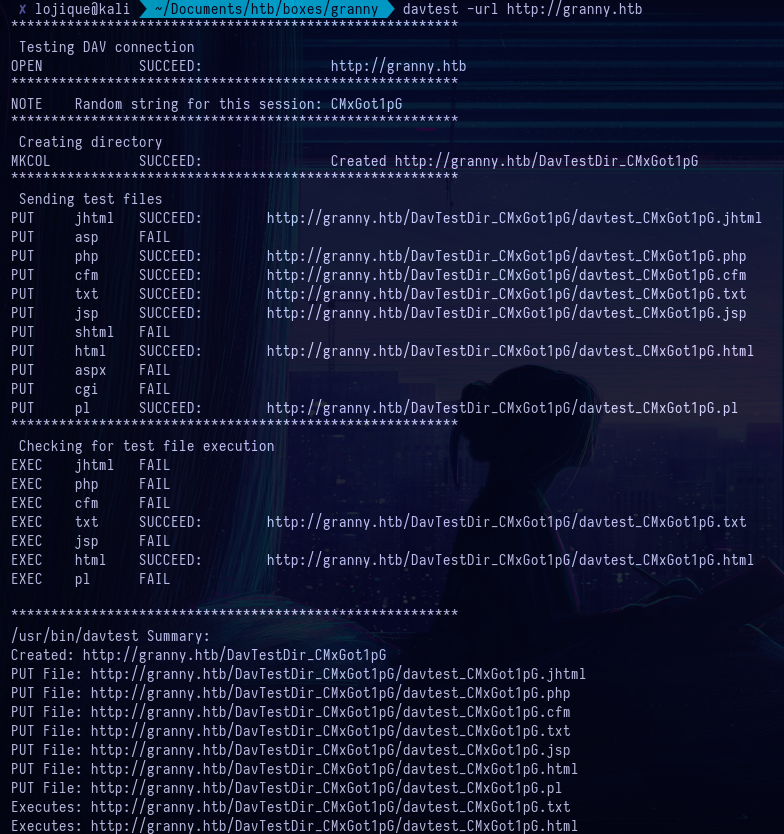 ✗ lojique@kali ~/Documents/htb/boxes/granny davtest -url http://granny.htb
********************************************************
Testing DAV connection
OPEN SUCCEED: http://granny.htb
********************************************************
NOTE Random string for this session: CMxGot1pG
********************************************************
Creating directory
MKCOL SUCCEED: Created http://granny.htb/DavTestDir_CMxGot1pG
********************************************************
Sending test files
PUT jhtml SUCCEED: http://granny.htb/DavTestDir_CMxGot1pG/davtest_CMxGot1pG.jhtml
PUT asp FAIL
PUT php SUCCEED: http://granny.htb/DavTestDir_CMxGot1pG/davtest_CMxGot1pG.php
PUT cfm SUCCEED: http://granny.htb/DavTestDir_CMxGot1pG/davtest_CMxGot1pG.cfm
PUT txt SUCCEED: http://granny.htb/DavTestDir_CMxGot1pG/davtest_CMxGot1pG.txt
PUT jsp SUCCEED: http://granny.htb/DavTestDir_CMxGot1pG/davtest_CMxGot1pG.jsp
PUT shtml FAIL
PUT html SUCCEED: http://granny.htb/DavTestDir_CMxGot1pG/davtest_CMxGot1pG.html
PUT aspx FAIL
PUT cgi FAIL
PUT pl SUCCEED: http://granny.htb/DavTestDir_CMxGot1pG/davtest_CMxGot1pG.pl
********************************************************
Checking for test file execution
EXEC jhtml FAIL
EXEC php FAIL
EXEC cfm FAIL
EXEC txt SUCCEED: http://granny.htb/DavTestDir_CMxGot1pG/davtest_CMxGot1pG.txt
EXEC jsp FAIL
EXEC html SUCCEED: http://granny.htb/DavTestDir_CMxGot1pG/davtest_CMxGot1pG.html
EXEC pl FAIL
********************************************************
/usr/bin/davtest Summary:
Created: http://granny.htb/DavTestDir_CMxGot1pG
PUT File: http://granny.htb/DavTestDir_CMxGot1pG/davtest_CMxGot1pG.jhtml
PUT File: http://granny.htb/DavTestDir_CMxGot1pG/davtest_CMxGot1pG.php
PUT File: http://granny.htb/DavTestDir_CMxGot1pG/davtest_CMxGot1pG.cfm
PUT File: http://granny.htb/DavTestDir_CMxGot1pG/davtest_CMxGot1pG.txt
PUT File: http://granny.htb/DavTestDir_CMxGot1pG/davtest_CMxGot1pG.jsp
PUT File: http://granny.htb/DavTestDir_CMxGot1pG/davtest_CMxGot1pG.html
PUT File: http://granny.htb/DavTestDir_CMxGot1pG/davtest_CMxGot1pG.pl
Executes: http://granny.htb/DavTestDir_CMxGot1pG/davtest_CMxGot1pG.txt
Executes: http://granny.htb/DavTestDir_CMxGot1pG/davtest_CMxGot1pG.html